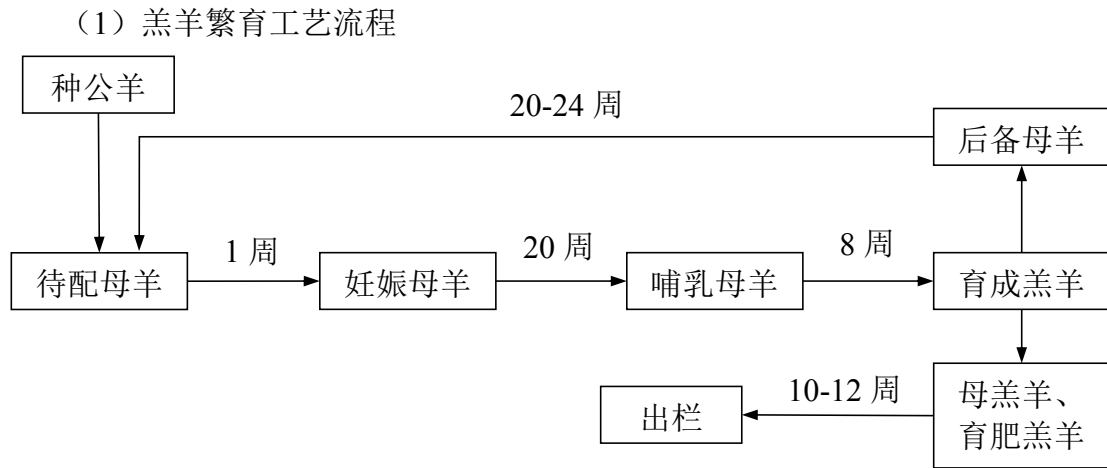 （1）羔羊繁育工艺流程
种公羊
20-24 周
后备母羊
待配母羊
1 周
妊娠母羊
20 周
哺乳母羊
8 周
育成羔羊
出栏
10-12 周
母羔羊、
育肥羔羊